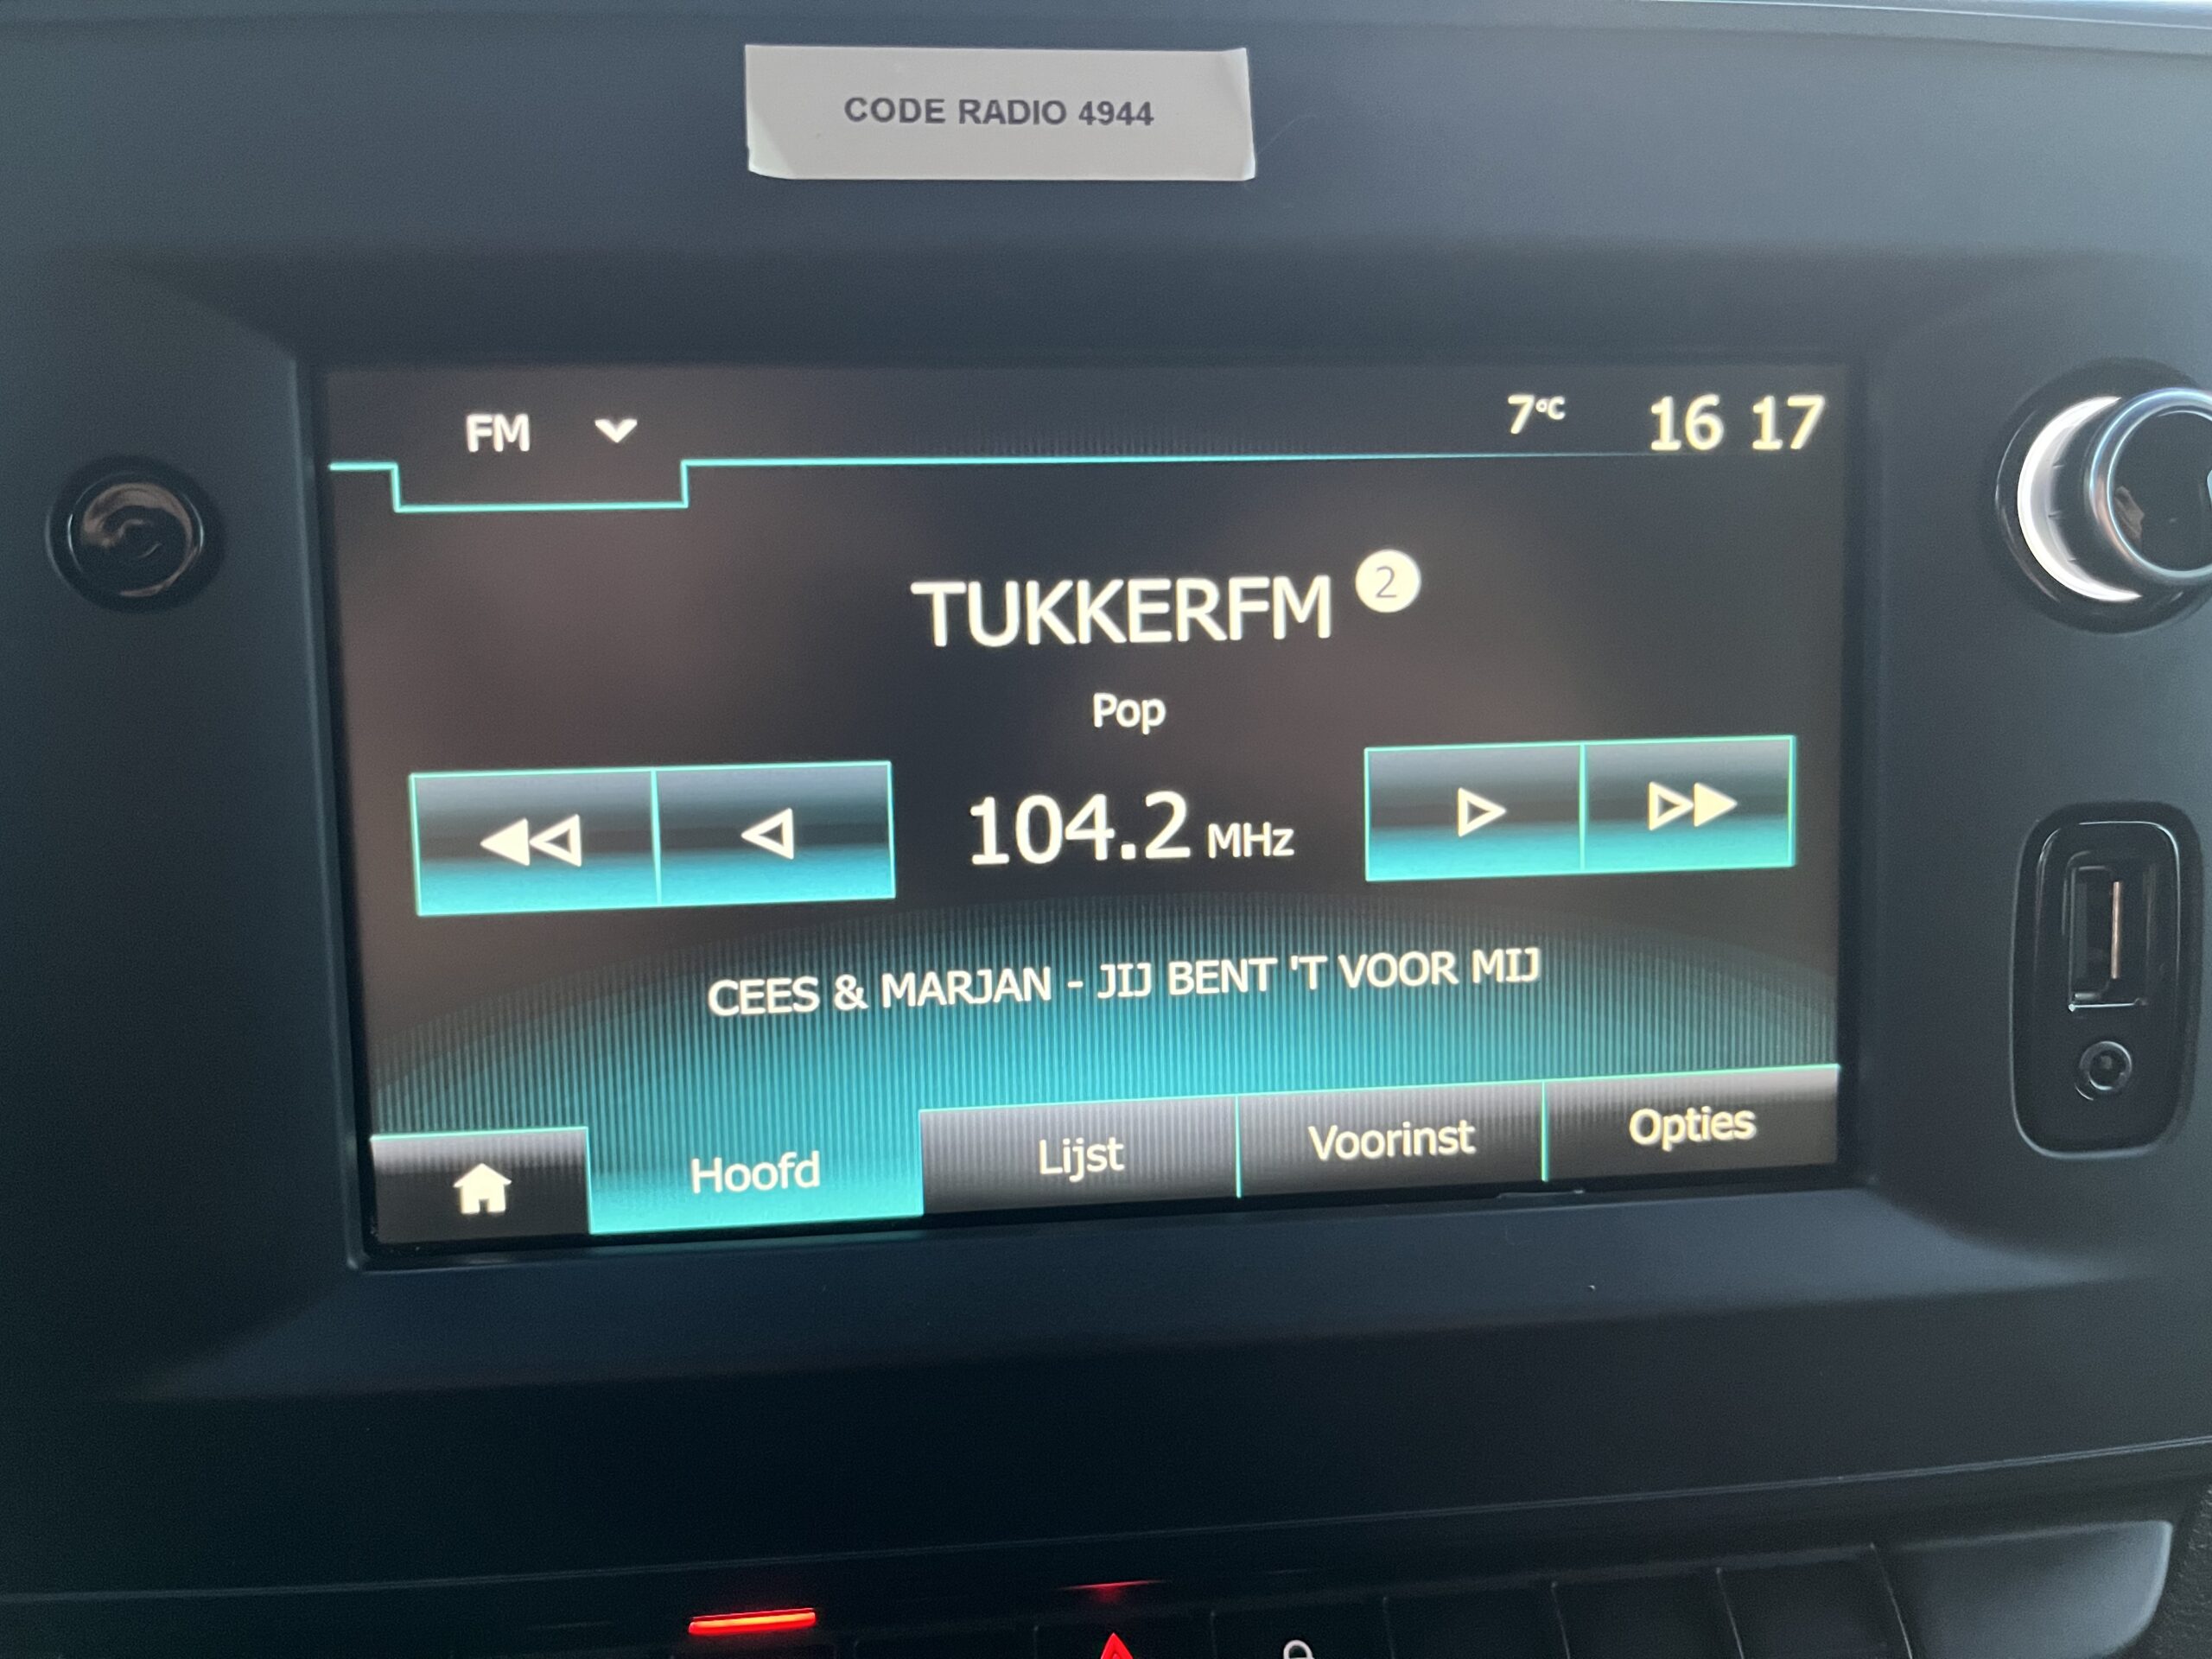 CODE RADIO 4944
FM
7°C 16 17
TUKKERFM 2
Pop
104.2 MHz
CEES & MARJAN - JIJ BENT 'T VOOR MIJ
Hoofd Lijst Voorinst Opties